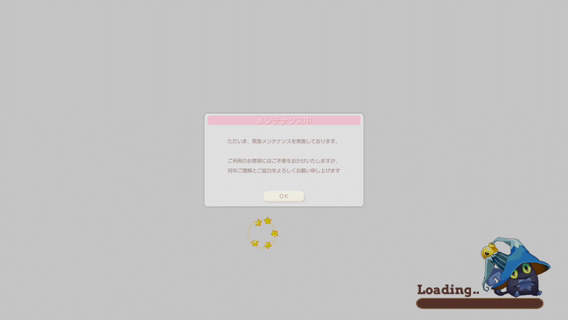 メンテナンス中
ただいま、緊急メンテナンスを実施しております。
ご利用のお客様にはご不便をおかけいたしますが、
何卒ご理解とご協力をよろしくお願い申し上げます
OK
Loading..